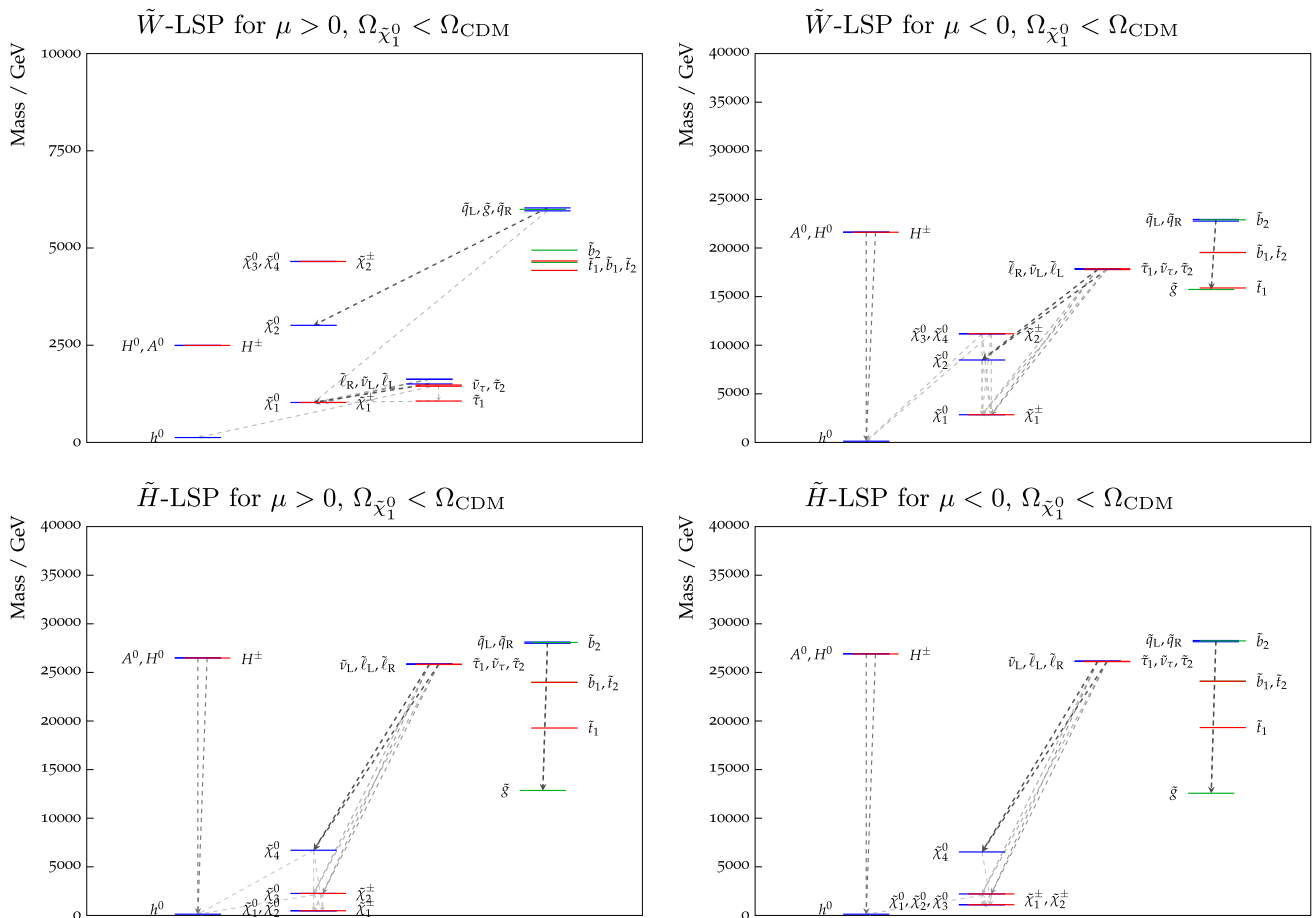 W̃-LSP for μ > 0, Ω_χ̃₁⁰ < Ω_CDM
Mass / GeV
10000
7500
5000
2500
0
q̃_L, g̃, q̃_R
b̃₂
t̃₁, b̃₁, t̃₂
χ̃₃⁰, χ̃₄⁰
χ̃₂^±
χ̃₂⁰
H⁰, A⁰
H^±
ℓ̃_R, ν̃_L, ℓ̃_L
ν̃_τ, τ̃₂
χ̃₁⁰
χ̃₁^±
τ̃₁
h⁰
W̃-LSP for μ < 0, Ω_χ̃₁⁰ < Ω_CDM
Mass / GeV
40000
35000
30000
25000
20000
15000
10000
5000
0
q̃_L, q̃_R
b̃₂
A⁰, H⁰
H^±
b̃₁, t̃₂
ℓ̃_R, ν̃_L, ℓ̃_L
τ̃₁, ν̃_τ, τ̃₂
g̃
t̃₁
χ̃₃⁰, χ̃₄⁰
χ̃₂^±
χ̃₂⁰
χ̃₁⁰
χ̃₁^±
h⁰
H̃-LSP for μ > 0, Ω_χ̃₁⁰ < Ω_CDM
Mass / GeV
40000
35000
30000
25000
20000
15000
10000
5000
0
q̃_L, q̃_R
b̃₂
A⁰, H⁰
H^±
ν̃_L, ℓ̃_L, ℓ̃_R
τ̃₁, ν̃_τ, τ̃₂
b̃₁, t̃₂
t̃₁
g̃
χ̃₄⁰
χ̃₃⁰
χ̃₂^±
χ̃₁⁰, χ̃₂⁰
χ̃₁^±
h⁰
H̃-LSP for μ < 0, Ω_χ̃₁⁰ < Ω_CDM
Mass / GeV
40000
35000
30000
25000
20000
15000
10000
5000
0
q̃_L, q̃_R
b̃₂
A⁰, H⁰
H^±
ν̃_L, ℓ̃_L, ℓ̃_R
τ̃₁, ν̃_τ, τ̃₂
b̃₁, t̃₂
t̃₁
g̃
χ̃₄⁰
χ̃₁⁰, χ̃₂⁰, χ̃₃⁰
χ̃₁^±, χ̃₂^±
h⁰